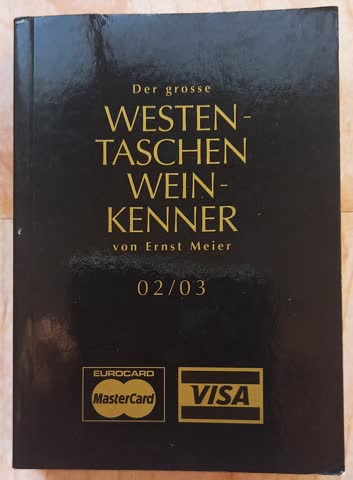 Der grosse
WESTEN-
TASCHEN
WEIN-
KENNER
von Ernst Meier
02/03
EUROCARD
MasterCard
VISA